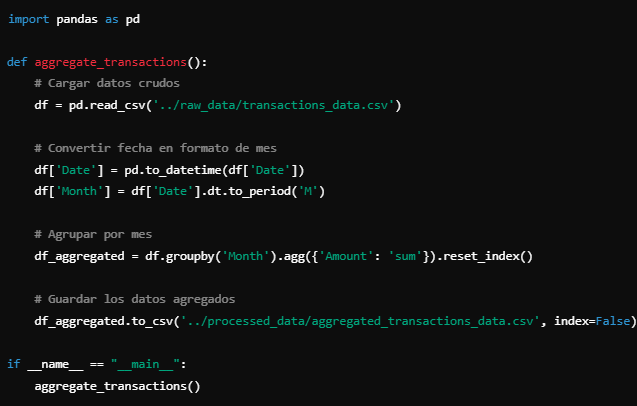 import pandas as pd
def aggregate_transactions():
# Cargar datos crudos
df = pd.read_csv('../raw_data/transactions_data.csv')
# Convertir fecha en formato de mes
df['Date'] = pd.to_datetime(df['Date'])
df['Month'] = df['Date'].dt.to_period('M')
# Agrupar por mes
df_aggregated = df.groupby('Month').agg({'Amount': 'sum'}).reset_index()
# Guardar los datos agregados
df_aggregated.to_csv('../processed_data/aggregated_transactions_data.csv', index=False)
if __name__ == "__main__":
aggregate_transactions()